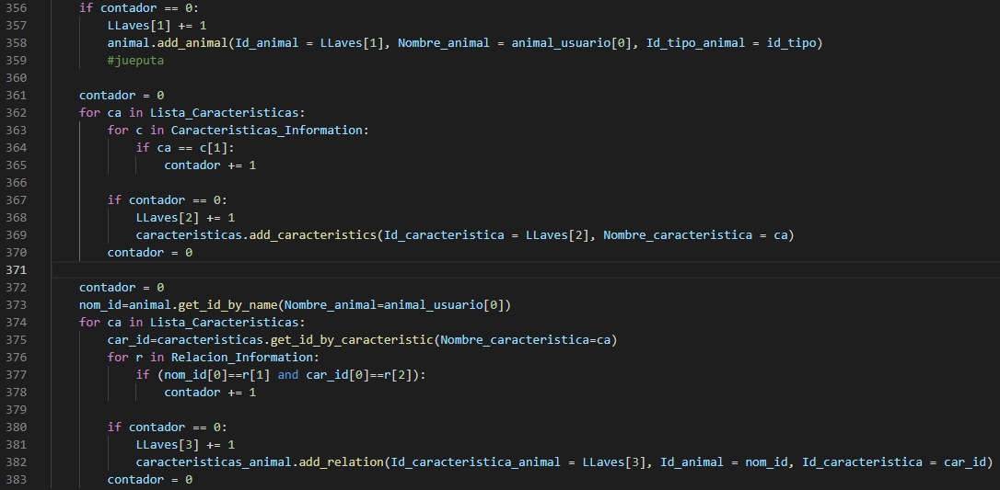 356 if contador == 0:
357 LLaves[1] += 1
358 animal.add_animal(Id_animal = LLaves[1], Nombre_animal = animal_usuario[0], Id_tipo_animal = id_tipo)
359 #jueputa
360
361 contador = 0
362 for ca in Lista_Caracteristicas:
363 for c in Caracteristicas_Information:
364 if ca == c[1]:
365 contador += 1
366
367 if contador == 0:
368 LLaves[2] += 1
369 caracteristicas.add_caracteristics(Id_caracteristica = LLaves[2], Nombre_caracteristica = ca)
370 contador = 0
371
372 contador = 0
373 nom_id=animal.get_id_by_name(Nombre_animal=animal_usuario[0])
374 for ca in Lista_Caracteristicas:
375 car_id=caracteristicas.get_id_by_caracteristic(Nombre_caracteristica=ca)
376 for r in Relacion_Information:
377 if (nom_id[0]==r[1] and car_id[0]==r[2]):
378 contador += 1
379
380 if contador == 0:
381 LLaves[3] += 1
382 caracteristicas_animal.add_relation(Id_caracteristica_animal = LLaves[3], Id_animal = nom_id, Id_caracteristica = car_id)
383 contador = 0